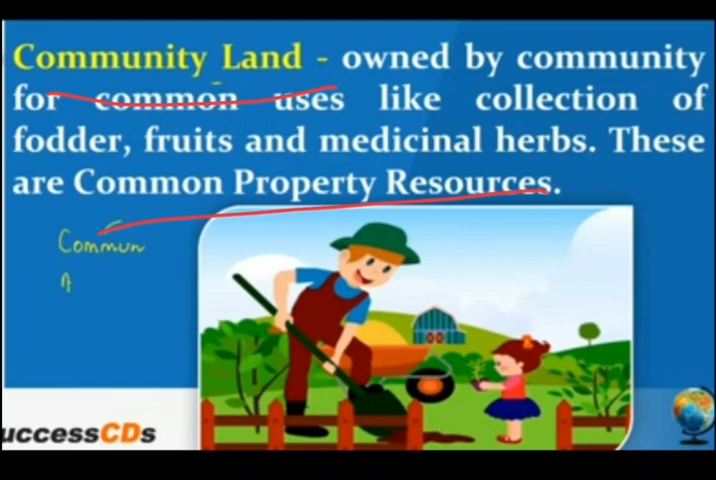 Community Land - owned by community
for common uses like collection of
fodder, fruits and medicinal herbs. These
are Common Property Resources.
Commun
A
uccessCDs